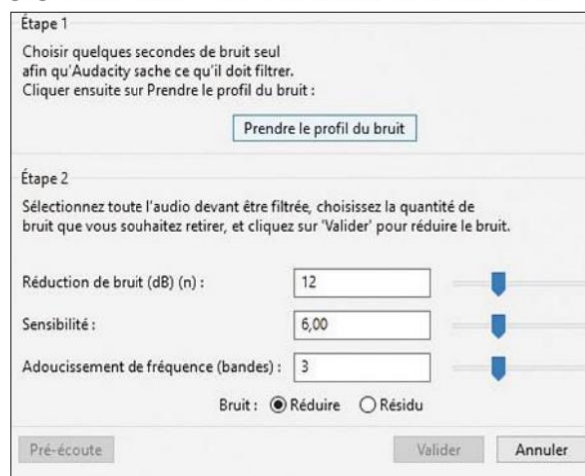 Étape 1
Choisir quelques secondes de bruit seul
afin qu'Audacity sache ce qu'il doit filtrer.
Cliquer ensuite sur Prendre le profil du bruit :
Prendre le profil du bruit
Étape 2
Sélectionnez toute l'audio devant être filtrée, choisissez la quantité de
bruit que vous souhaitez retirer, et cliquez sur 'Valider' pour réduire le bruit.
Réduction de bruit (dB) (n) : 12
Sensibilité : 6,00
Adoucissement de fréquence (bandes) : 3
Bruit : Réduire Résidu
Pré-écoute Valider Annuler